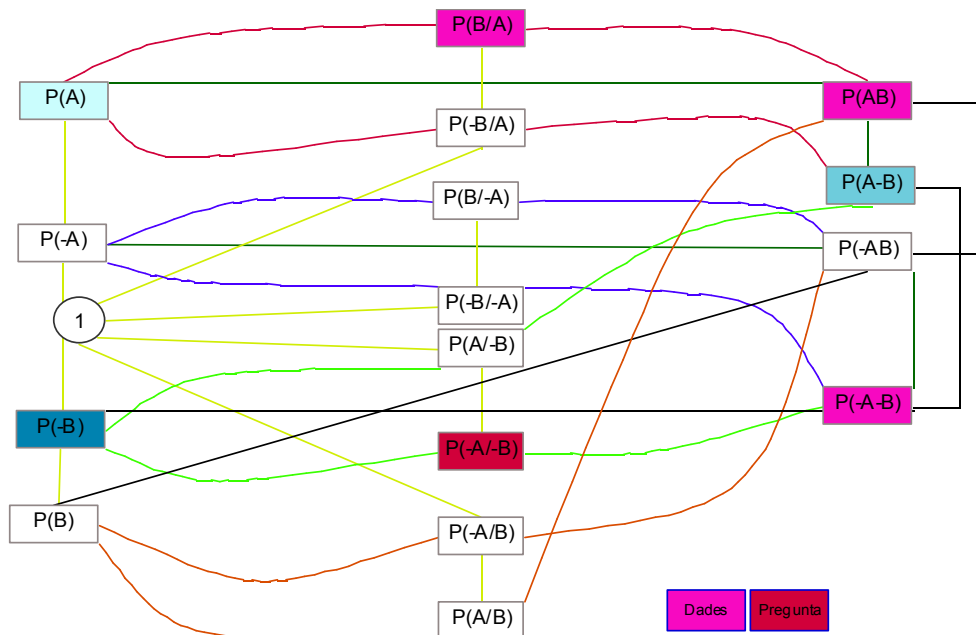 P(B/A)
P(A)
P(AB)
P(-B/A)
P(A-B)
P(B/-A)
P(-A)
P(-AB)
P(-B/-A)
1
P(A/-B)
P(-A-B)
P(-B)
P(-A/-B)
P(B)
P(-A/B)
P(A/B)
Dades
Pregunta